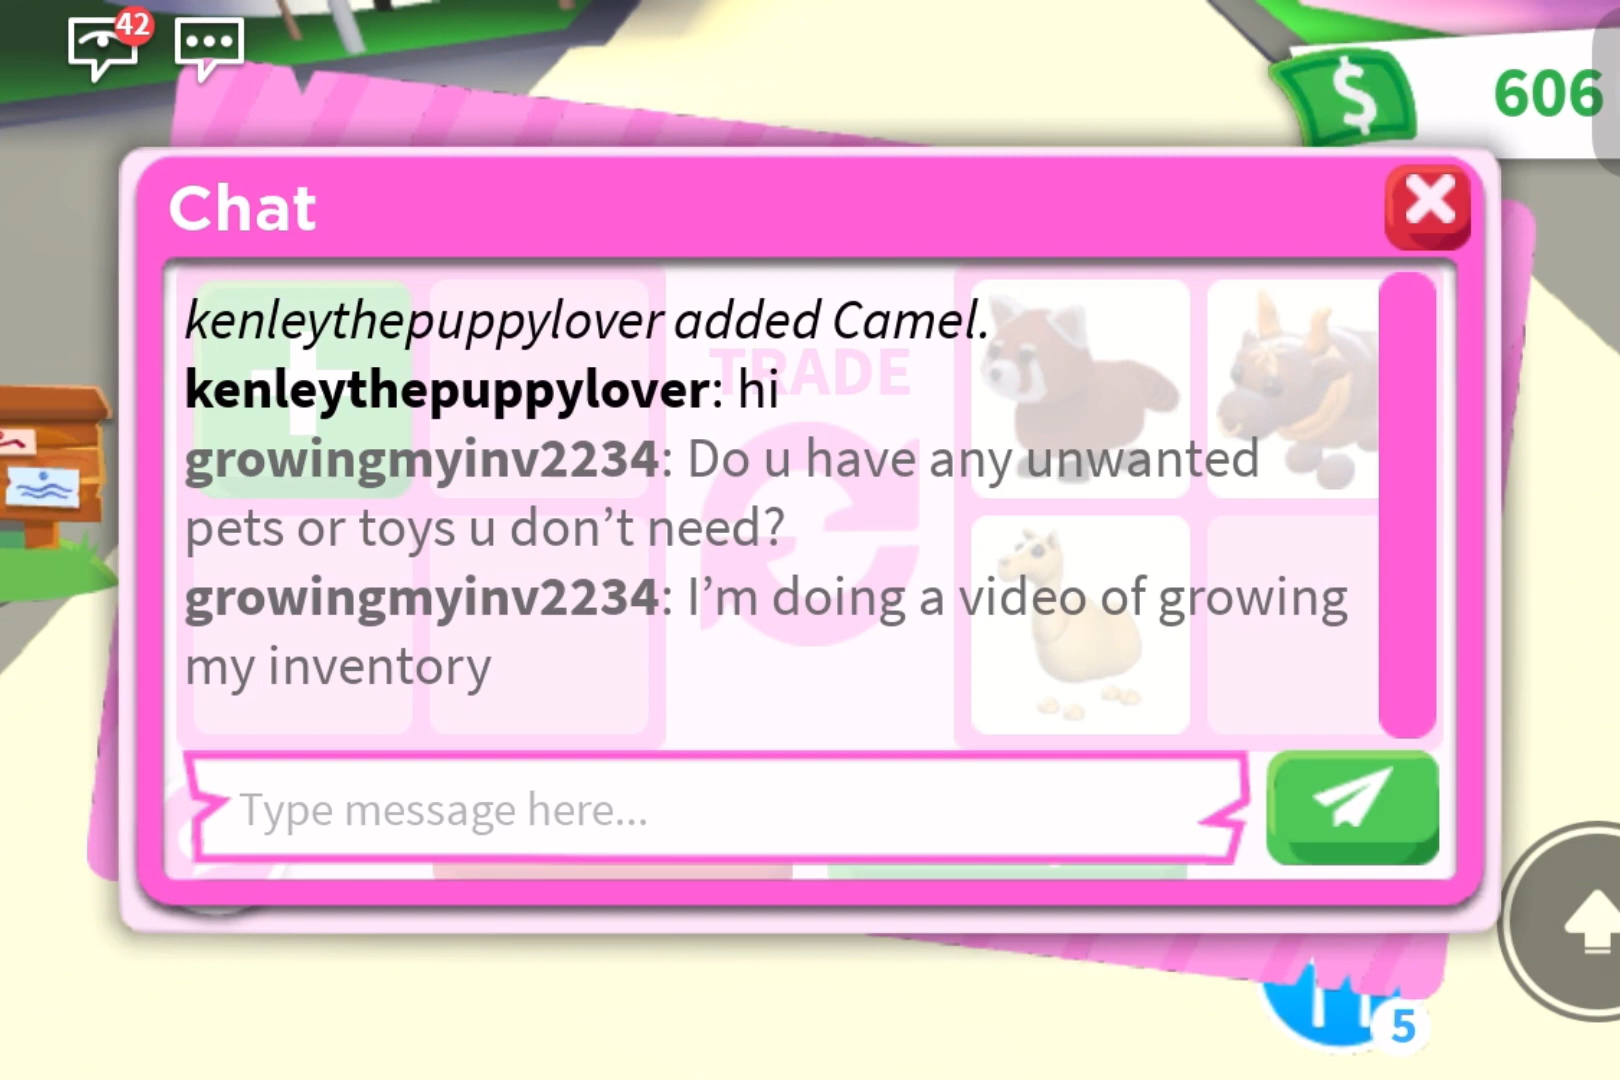 42
606
Chat
kenleythepuppylover added Camel.
TRADE
kenleythepuppylover: hi
growingmyinv2234: Do u have any unwanted
pets or toys u don’t need?
growingmyinv2234: I’m doing a video of growing
my inventory
Type message here...
5